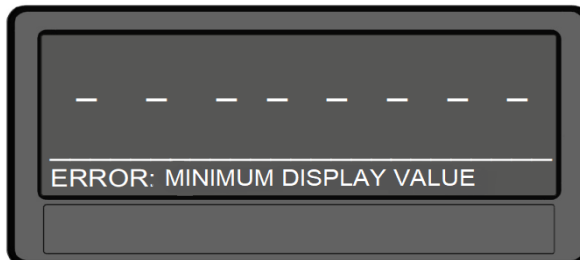 _ _ _ _ _ _ _ _
ERROR: MINIMUM DISPLAY VALUE